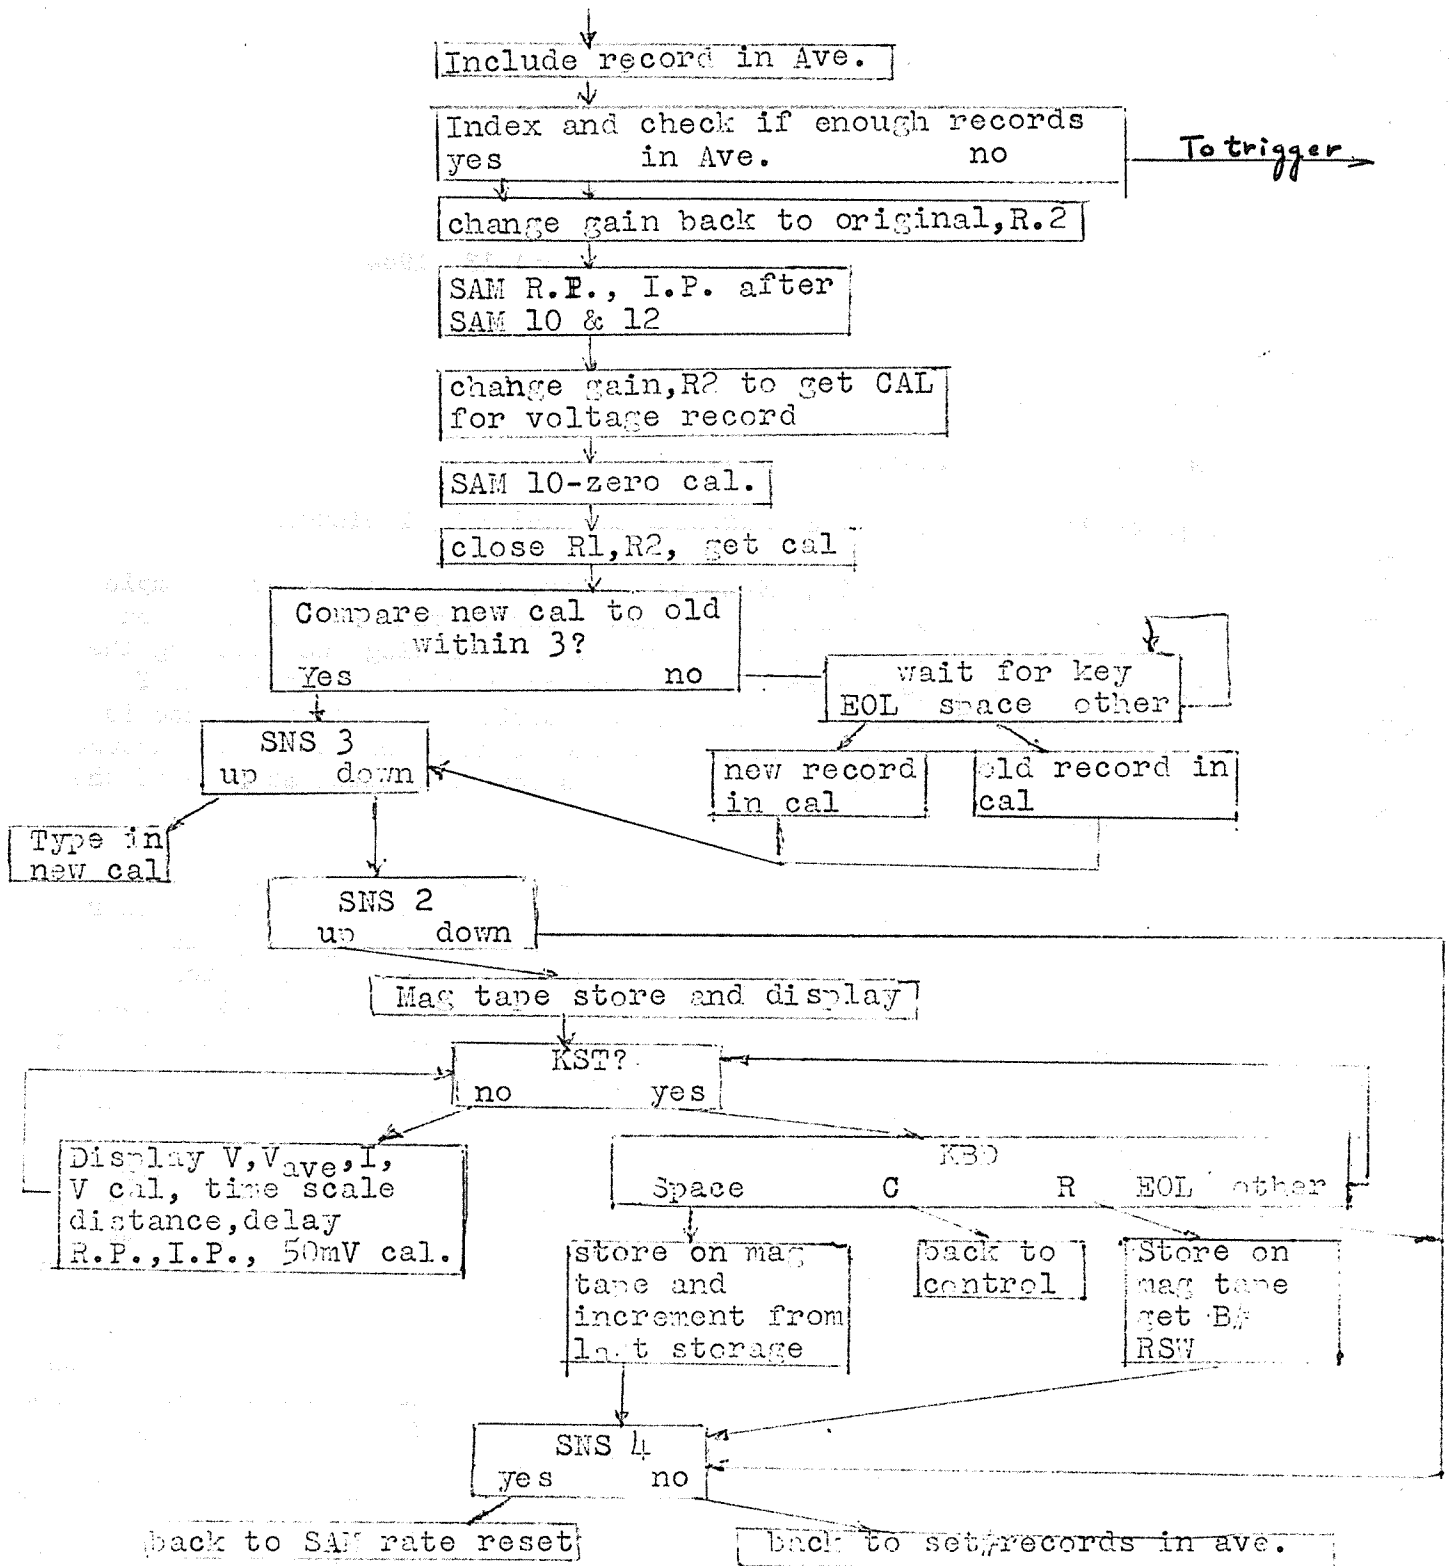 Include record in Ave.
Index and check if enough records
yes in Ave. no
To trigger
change gain back to original,R.2
SAM R.P., I.P. after
SAM 10 & 12
change gain,R2 to get CAL
for voltage record
SAM 10-zero cal.
close R1,R2, get cal
Compare new cal to old
within 3?
Yes no
wait for key
EOL space other
SNS 3
up down
new record
in cal
old record in
cal
Type in
new cal
SNS 2
up down
Mag tape store and display
KST?
no yes
Display V,Vave,I,
V cal, time scale
distance,delay
R.P.,I.P., 50mV cal.
KBD
Space C R EOL other
store on mag
tape and
increment from
last storage
back to
control
Store on
mag tape
get B#
RSW
SNS 4
yes no
back to SAM rate reset
back to set#records in ave.